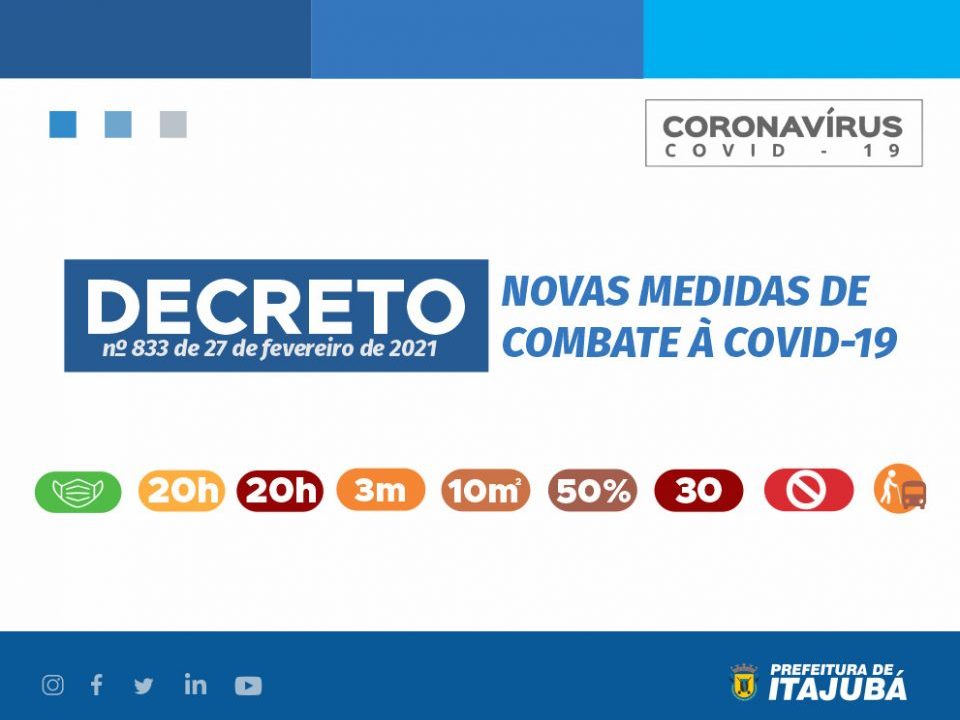 CORONAVÍRUS
COVID - 19
DECRETO
nº 833 de 27 de fevereiro de 2021
NOVAS MEDIDAS DE
COMBATE À COVID-19
20h 20h 3m 10m² 50% 30
PREFEITURA DE
ITAJUBÁ